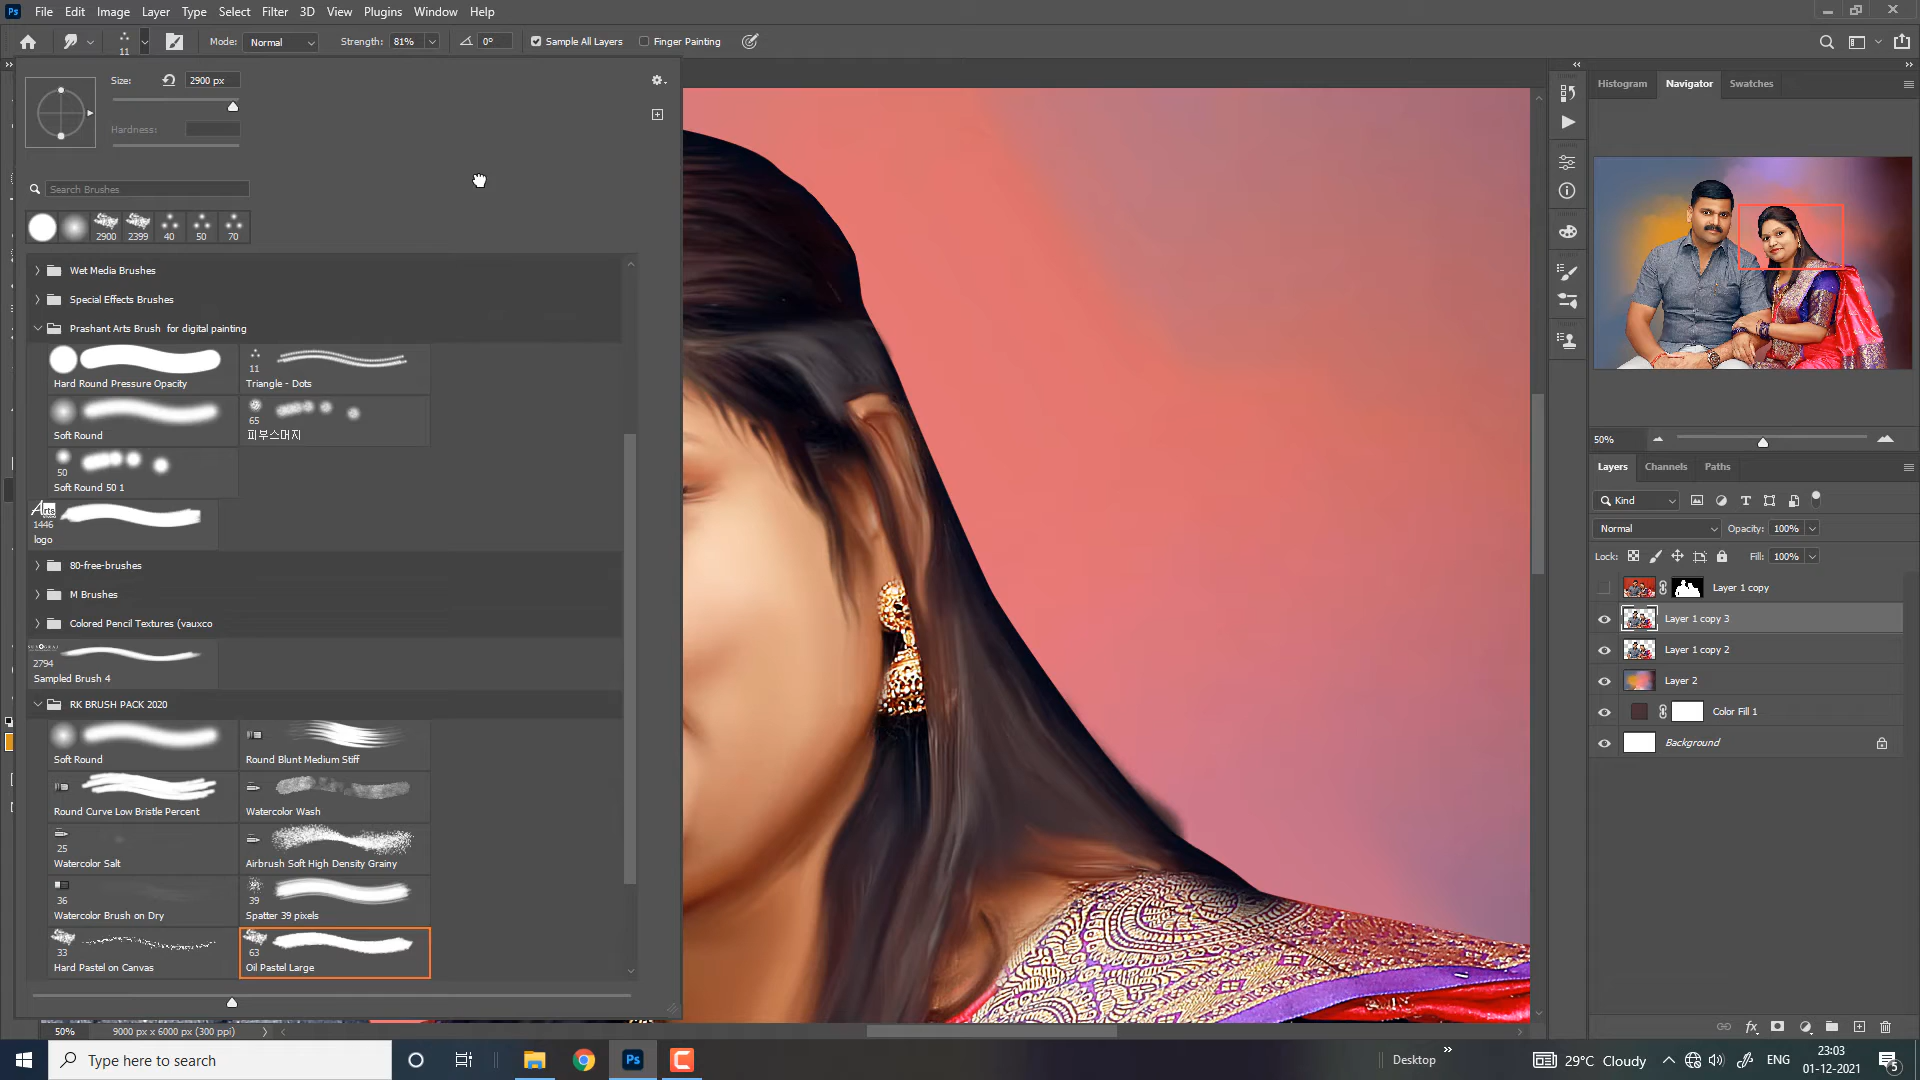 Ps File Edit Image Layer Type Select Filter 3D View Plugins Window Help
11 Mode: Normal Strength: 81% 0° Sample All Layers Finger Painting
Size: 2900 px
Hardness:
Search Brushes
2900 2399 40 50 70
Wet Media Brushes
Special Effects Brushes
Prashant Arts Brush for digital painting
Hard Round Pressure Opacity
11
Triangle - Dots
Soft Round
65
피부스머지
50
Soft Round 50 1
Arts
1446
logo
80-free-brushes
M Brushes
Colored Pencil Textures (vauxco
2794
Sampled Brush 4
RK BRUSH PACK 2020
Soft Round
Round Blunt Medium Stiff
Round Curve Low Bristle Percent
Watercolor Wash
25
Watercolor Salt
Airbrush Soft High Density Grainy
36
Watercolor Brush on Dry
39
Spatter 39 pixels
33
Hard Pastel on Canvas
63
Oil Pastel Large
50% 9000 px x 6000 px (300 ppi)
Histogram Navigator Swatches
50%
Layers Channels Paths
Kind
Normal Opacity: 100%
Lock: Fill: 100%
Layer 1 copy
Layer 1 copy 3
Layer 1 copy 2
Layer 2
Color Fill 1
Background
fx
Type here to search
Ps
Desktop
29°C Cloudy
ENG
23:03
01-12-2021
5